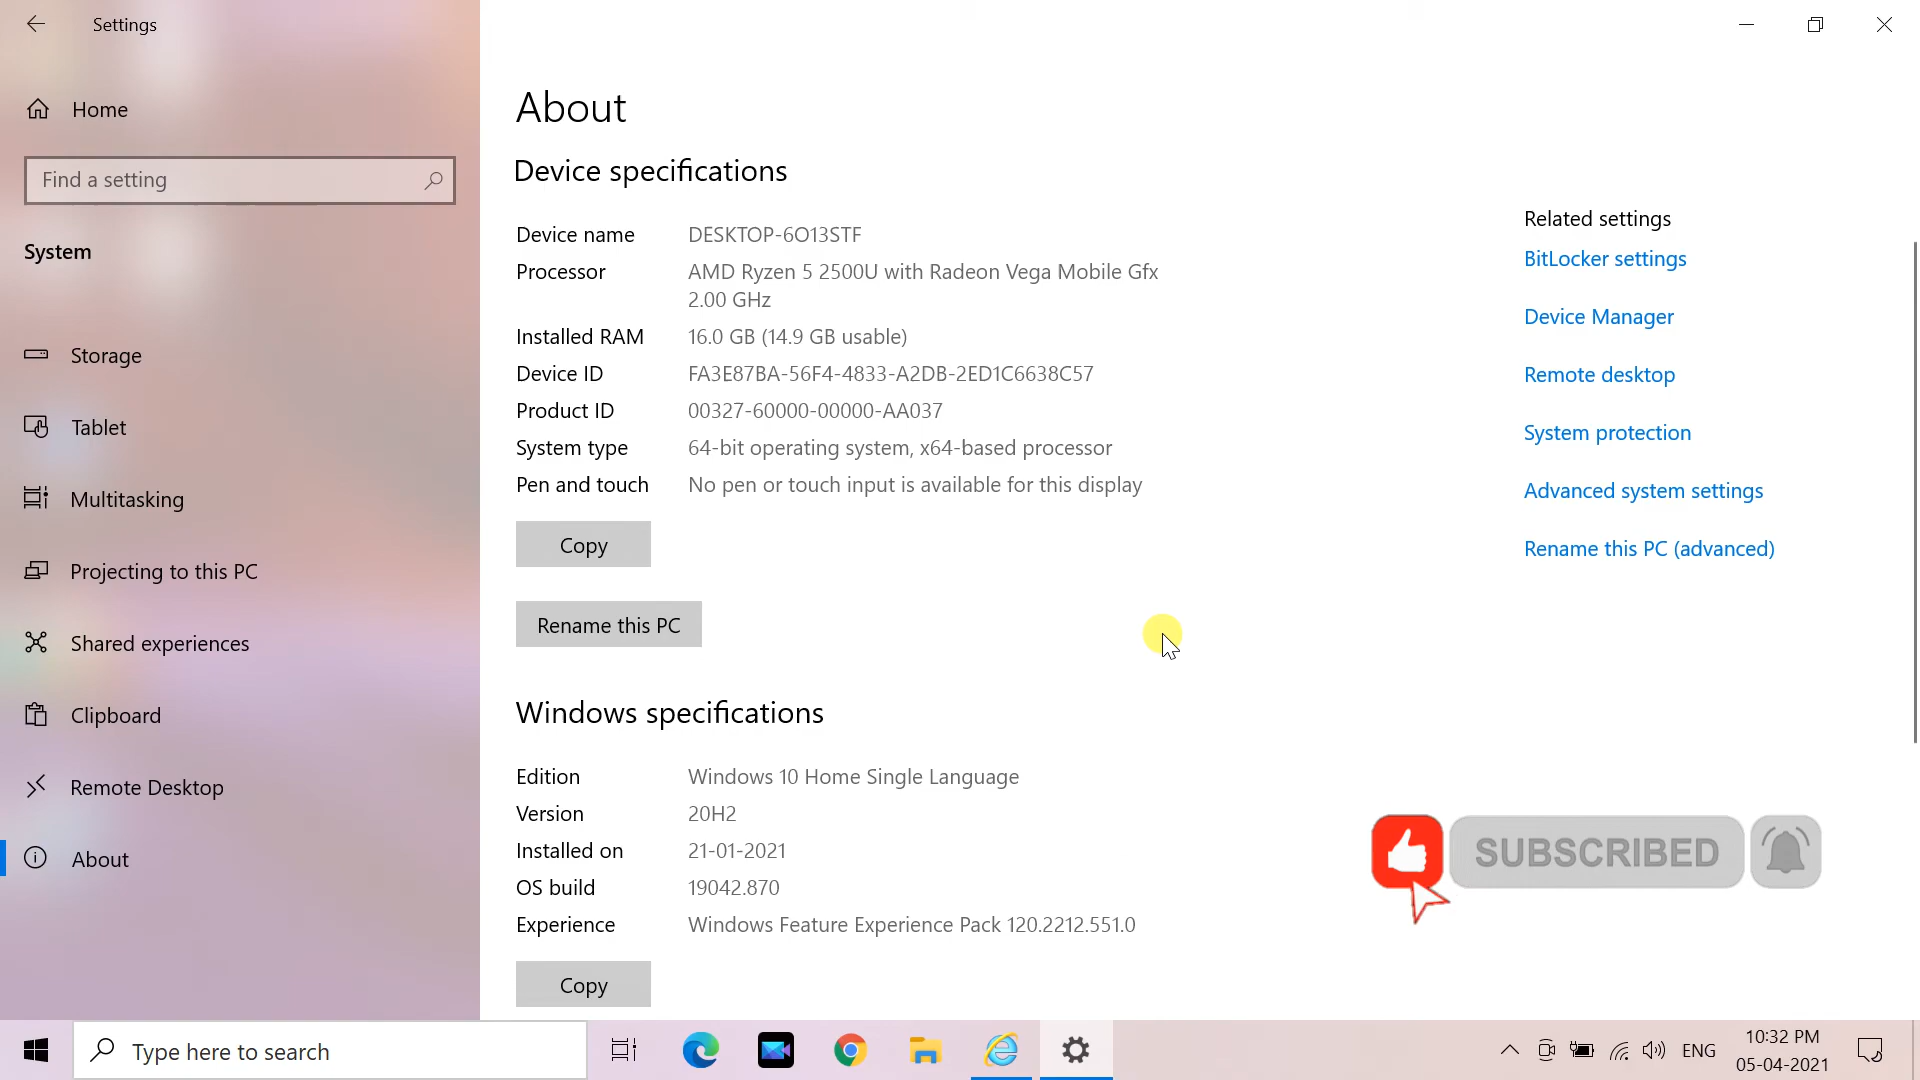 Settings
Home
Find a setting
System
Storage
Tablet
Multitasking
Projecting to this PC
Shared experiences
Clipboard
Remote Desktop
About
About
Device specifications
Device name DESKTOP-6O13STF
Processor AMD Ryzen 5 2500U with Radeon Vega Mobile Gfx
2.00 GHz
Installed RAM 16.0 GB (14.9 GB usable)
Device ID FA3E87BA-56F4-4833-A2DB-2ED1C6638C57
Product ID 00327-60000-00000-AA037
System type 64-bit operating system, x64-based processor
Pen and touch No pen or touch input is available for this display
Copy
Rename this PC
Windows specifications
Edition Windows 10 Home Single Language
Version 20H2
Installed on 21-01-2021
OS build 19042.870
Experience Windows Feature Experience Pack 120.2212.551.0
Copy
Related settings
BitLocker settings
Device Manager
Remote desktop
System protection
Advanced system settings
Rename this PC (advanced)
SUBSCRIBED
Type here to search
ENG
10:32 PM
05-04-2021